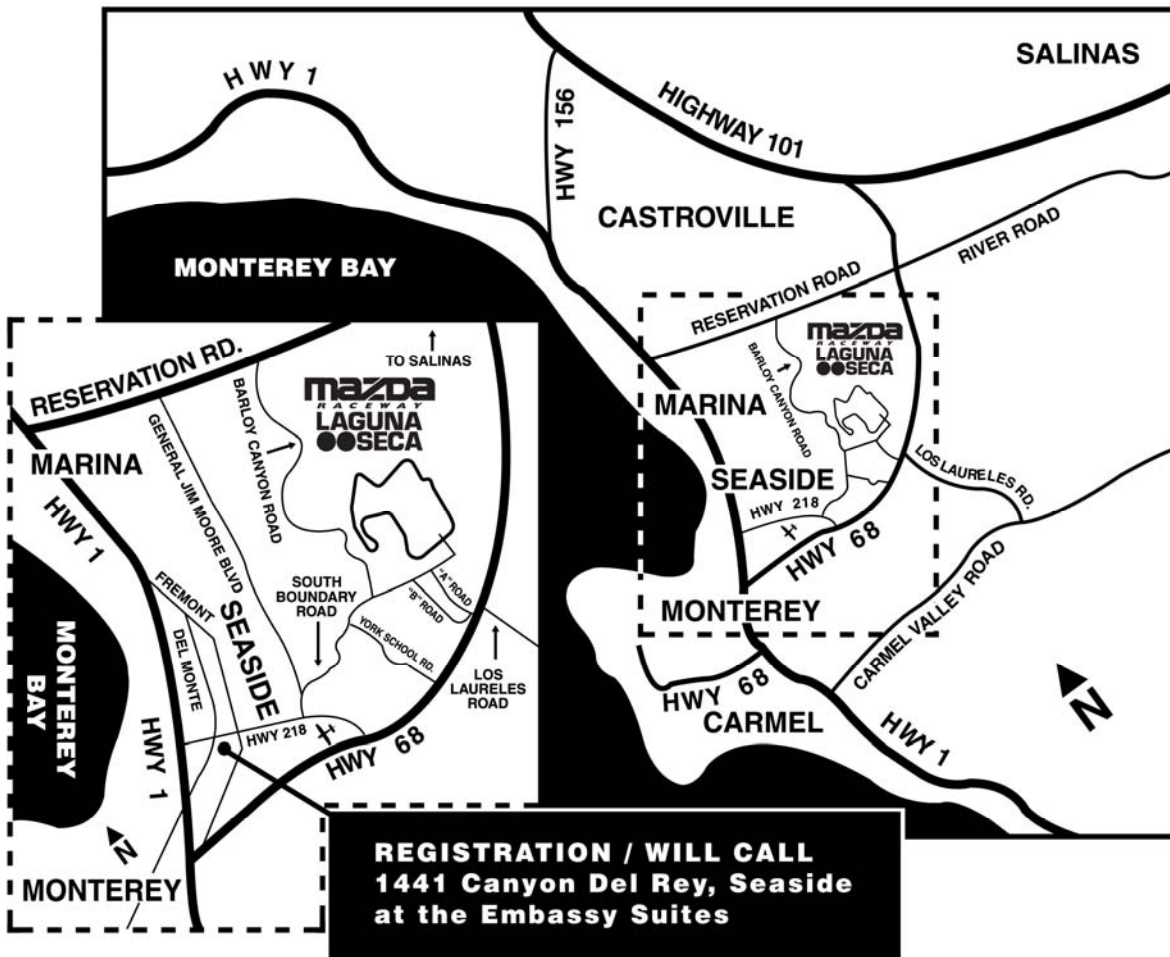 SALINAS
HWY 1
HWY 156
HIGHWAY 101
CASTROVILLE
RIVER ROAD
MONTEREY BAY
RESERVATION ROAD
mazda
RACEWAY
LAGUNA
SECA
BARLOY CANYON ROAD
MARINA
SEASIDE
HWY 218
LOS LAURELES RD.
HWY 68
MONTEREY
CARMEL VALLEY ROAD
HWY 68
CARMEL
HWY 1
N
TO SALINAS
RESERVATION RD.
mazda
RACEWAY
LAGUNA
SECA
BARLOY CANYON ROAD
GENERAL JIM MOORE BLVD
MARINA
HWY 1
FREMONT
DEL MONTE
SEASIDE
SOUTH
BOUNDARY
ROAD
"A" ROAD
"B" ROAD
YORK SCHOOL RD.
LOS
LAURELES
ROAD
MONTEREY
BAY
HWY 1
HWY 218
HWY 68
N
MONTEREY
REGISTRATION / WILL CALL
1441 Canyon Del Rey, Seaside
at the Embassy Suites